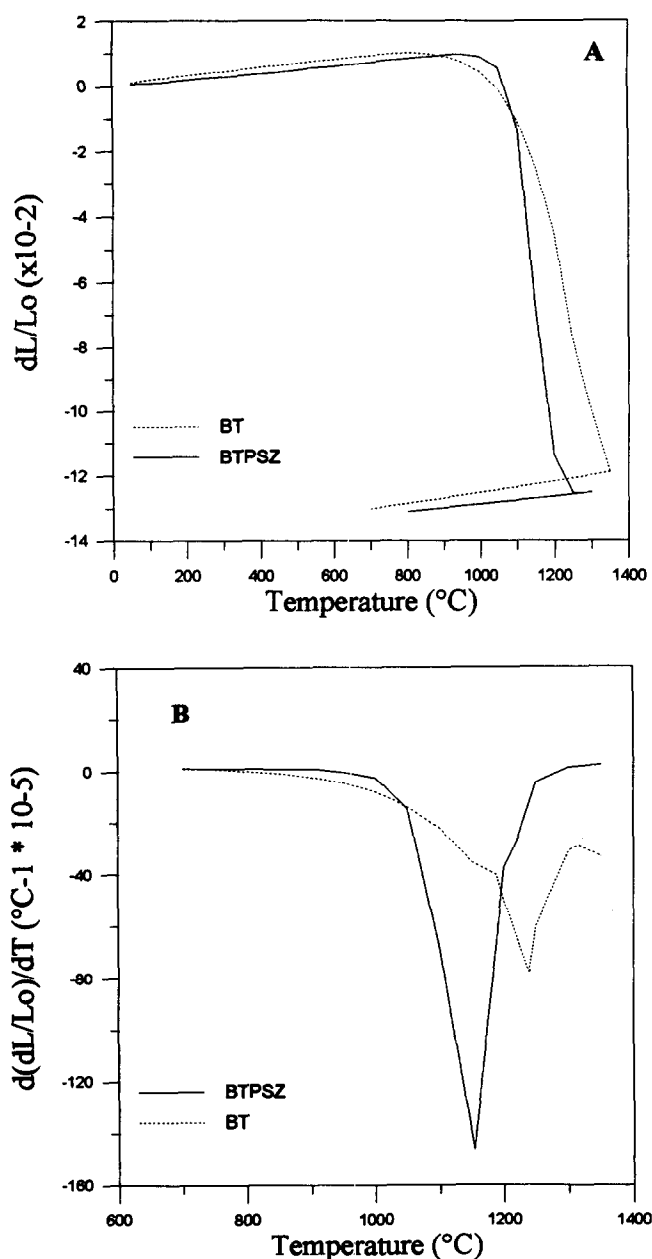 A
2
0
-2
-4
-6
-8
-10
-12
-14
dL/Lo (x10-2)
BT
BTPSZ
0 200 400 600 800 1000 1200 1400
Temperature (°C)
B
40
0
-40
-80
-120
-160
d(dL/Lo)/dT (°C-1 * 10-5)
BTPSZ
BT
600 800 1000 1200 1400
Temperature (°C)